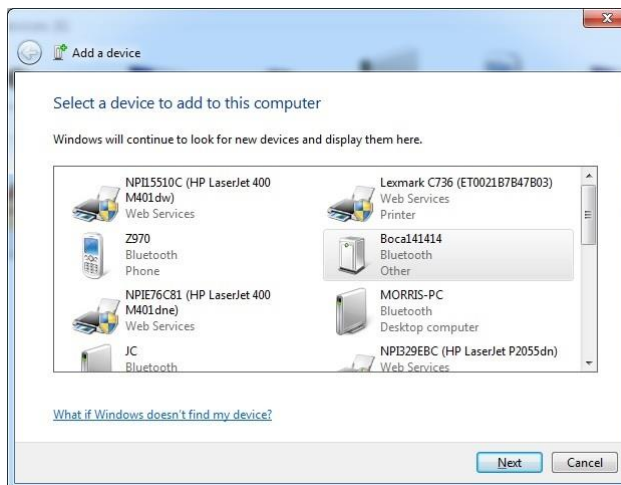 Add a device
Select a device to add to this computer
Windows will continue to look for new devices and display them here.
NPI15510C (HP LaserJet 400
M401dw)
Web Services
Lexmark C736 (ET0021B7B47B03)
Web Services
Printer
Z970
Bluetooth
Phone
Boca141414
Bluetooth
Other
NPIE76C81 (HP LaserJet 400
M401dne)
Web Services
MORRIS-PC
Bluetooth
Desktop computer
JC
Bluetooth
NPI329EBC (HP LaserJet P2055dn)
Web Services
What if Windows doesn't find my device?
Next
Cancel